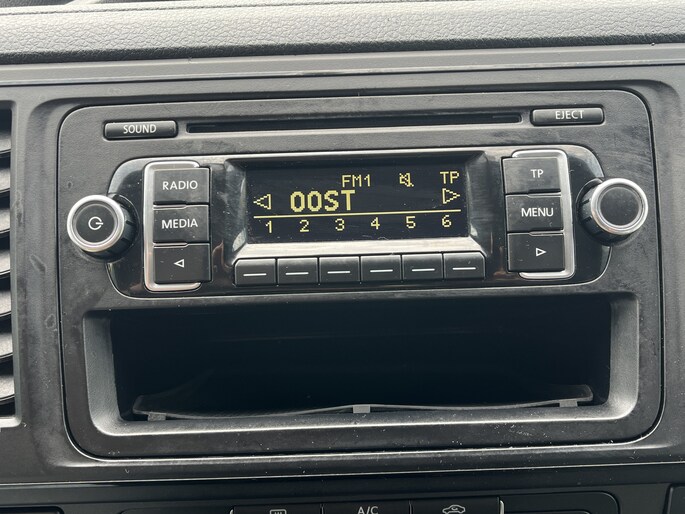 SOUND
EJECT
RADIO
FM1 TP
TP
OOST
MEDIA
MENU
1 2 3 4 5 6
A/C